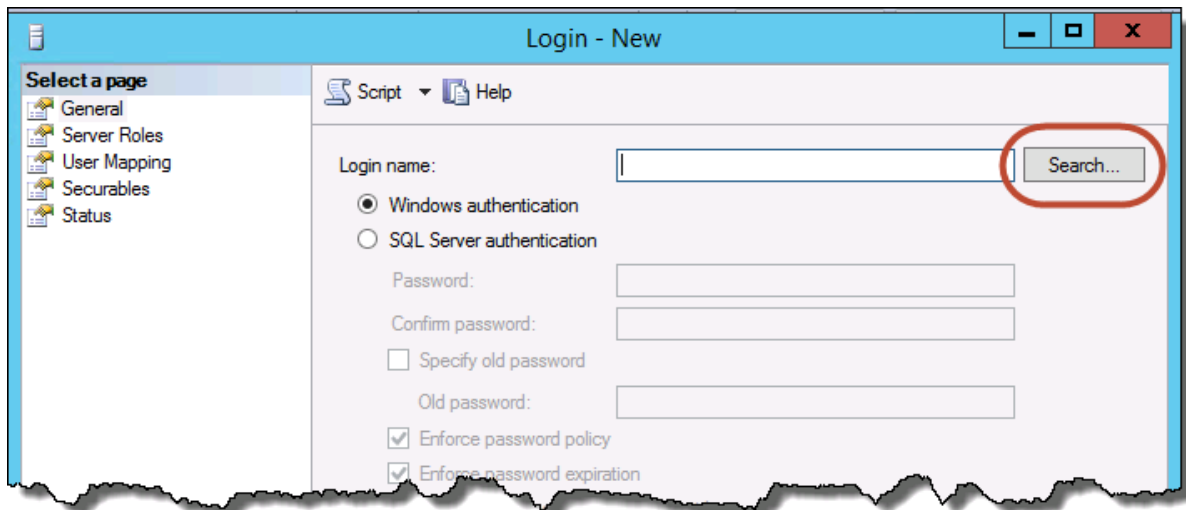 Login - New
Select a page
General
Server Roles
User Mapping
Securables
Status
Script Help
Login name: Search...
Windows authentication
SQL Server authentication
Password:
Confirm password:
Specify old password
Old password:
Enforce password policy
Enforce password expiration